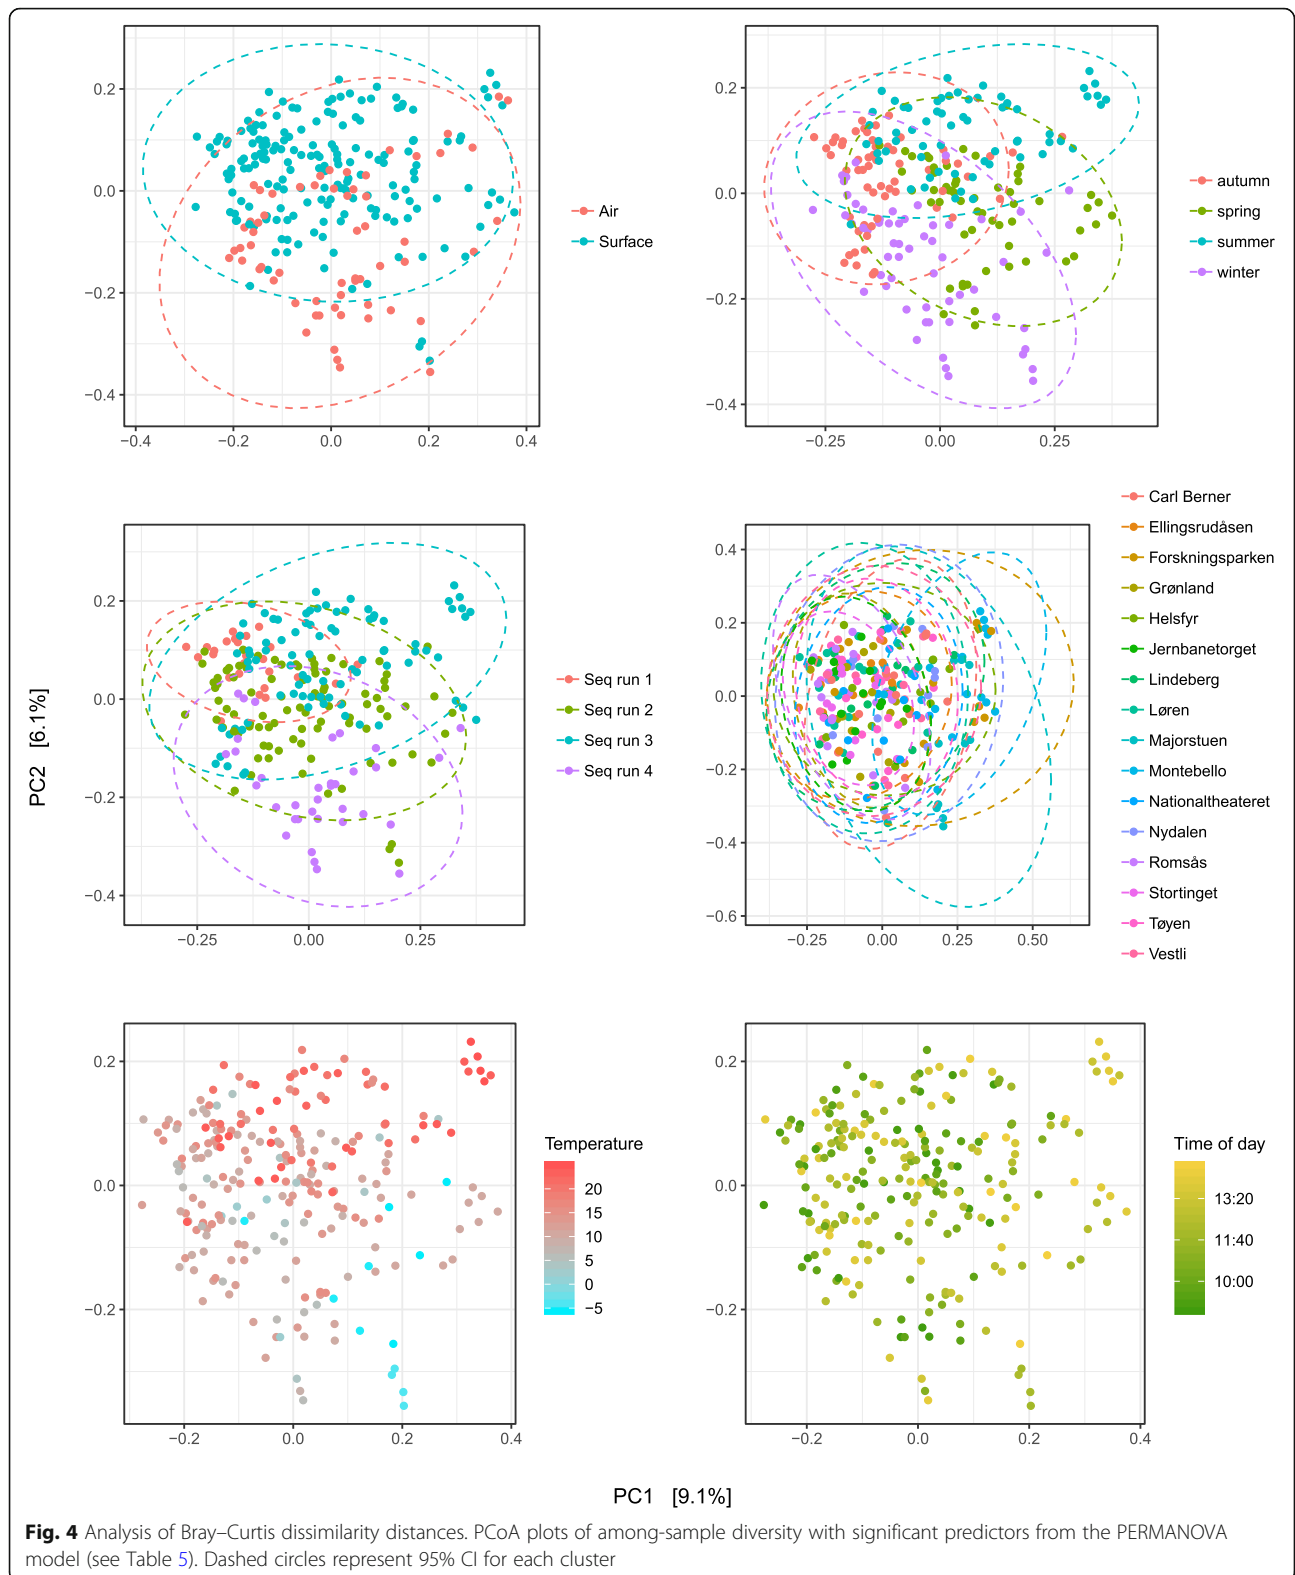 0.2
0.0
−0.2
−0.4
−0.4
−0.2
0.0
0.2
0.4
Air
Surface
0.2
0.0
−0.2
−0.4
−0.25
0.00
0.25
autumn
spring
summer
winter
PC2 [6.1%]
0.2
0.0
−0.2
−0.4
−0.25
0.00
0.25
Seq run 1
Seq run 2
Seq run 3
Seq run 4
0.4
0.2
0.0
−0.2
−0.4
−0.6
−0.25
0.00
0.25
0.50
Carl Berner
Ellingsrudåsen
Forskningsparken
Grønland
Helsfyr
Jernbanetorget
Lindeberg
Løren
Majorstuen
Montebello
Nationaltheateret
Nydalen
Romsås
Stortinget
Tøyen
Vestli
0.2
0.0
−0.2
−0.2
0.0
0.2
0.4
Temperature
20
15
10
5
0
−5
0.2
0.0
−0.2
−0.2
0.0
0.2
0.4
Time of day
13:20
11:40
10:00
PC1 [9.1%]
Fig. 4 Analysis of Bray–Curtis dissimilarity distances. PCoA plots of among-sample diversity with significant predictors from the PERMANOVA
model (see Table 5). Dashed circles represent 95% CI for each cluster